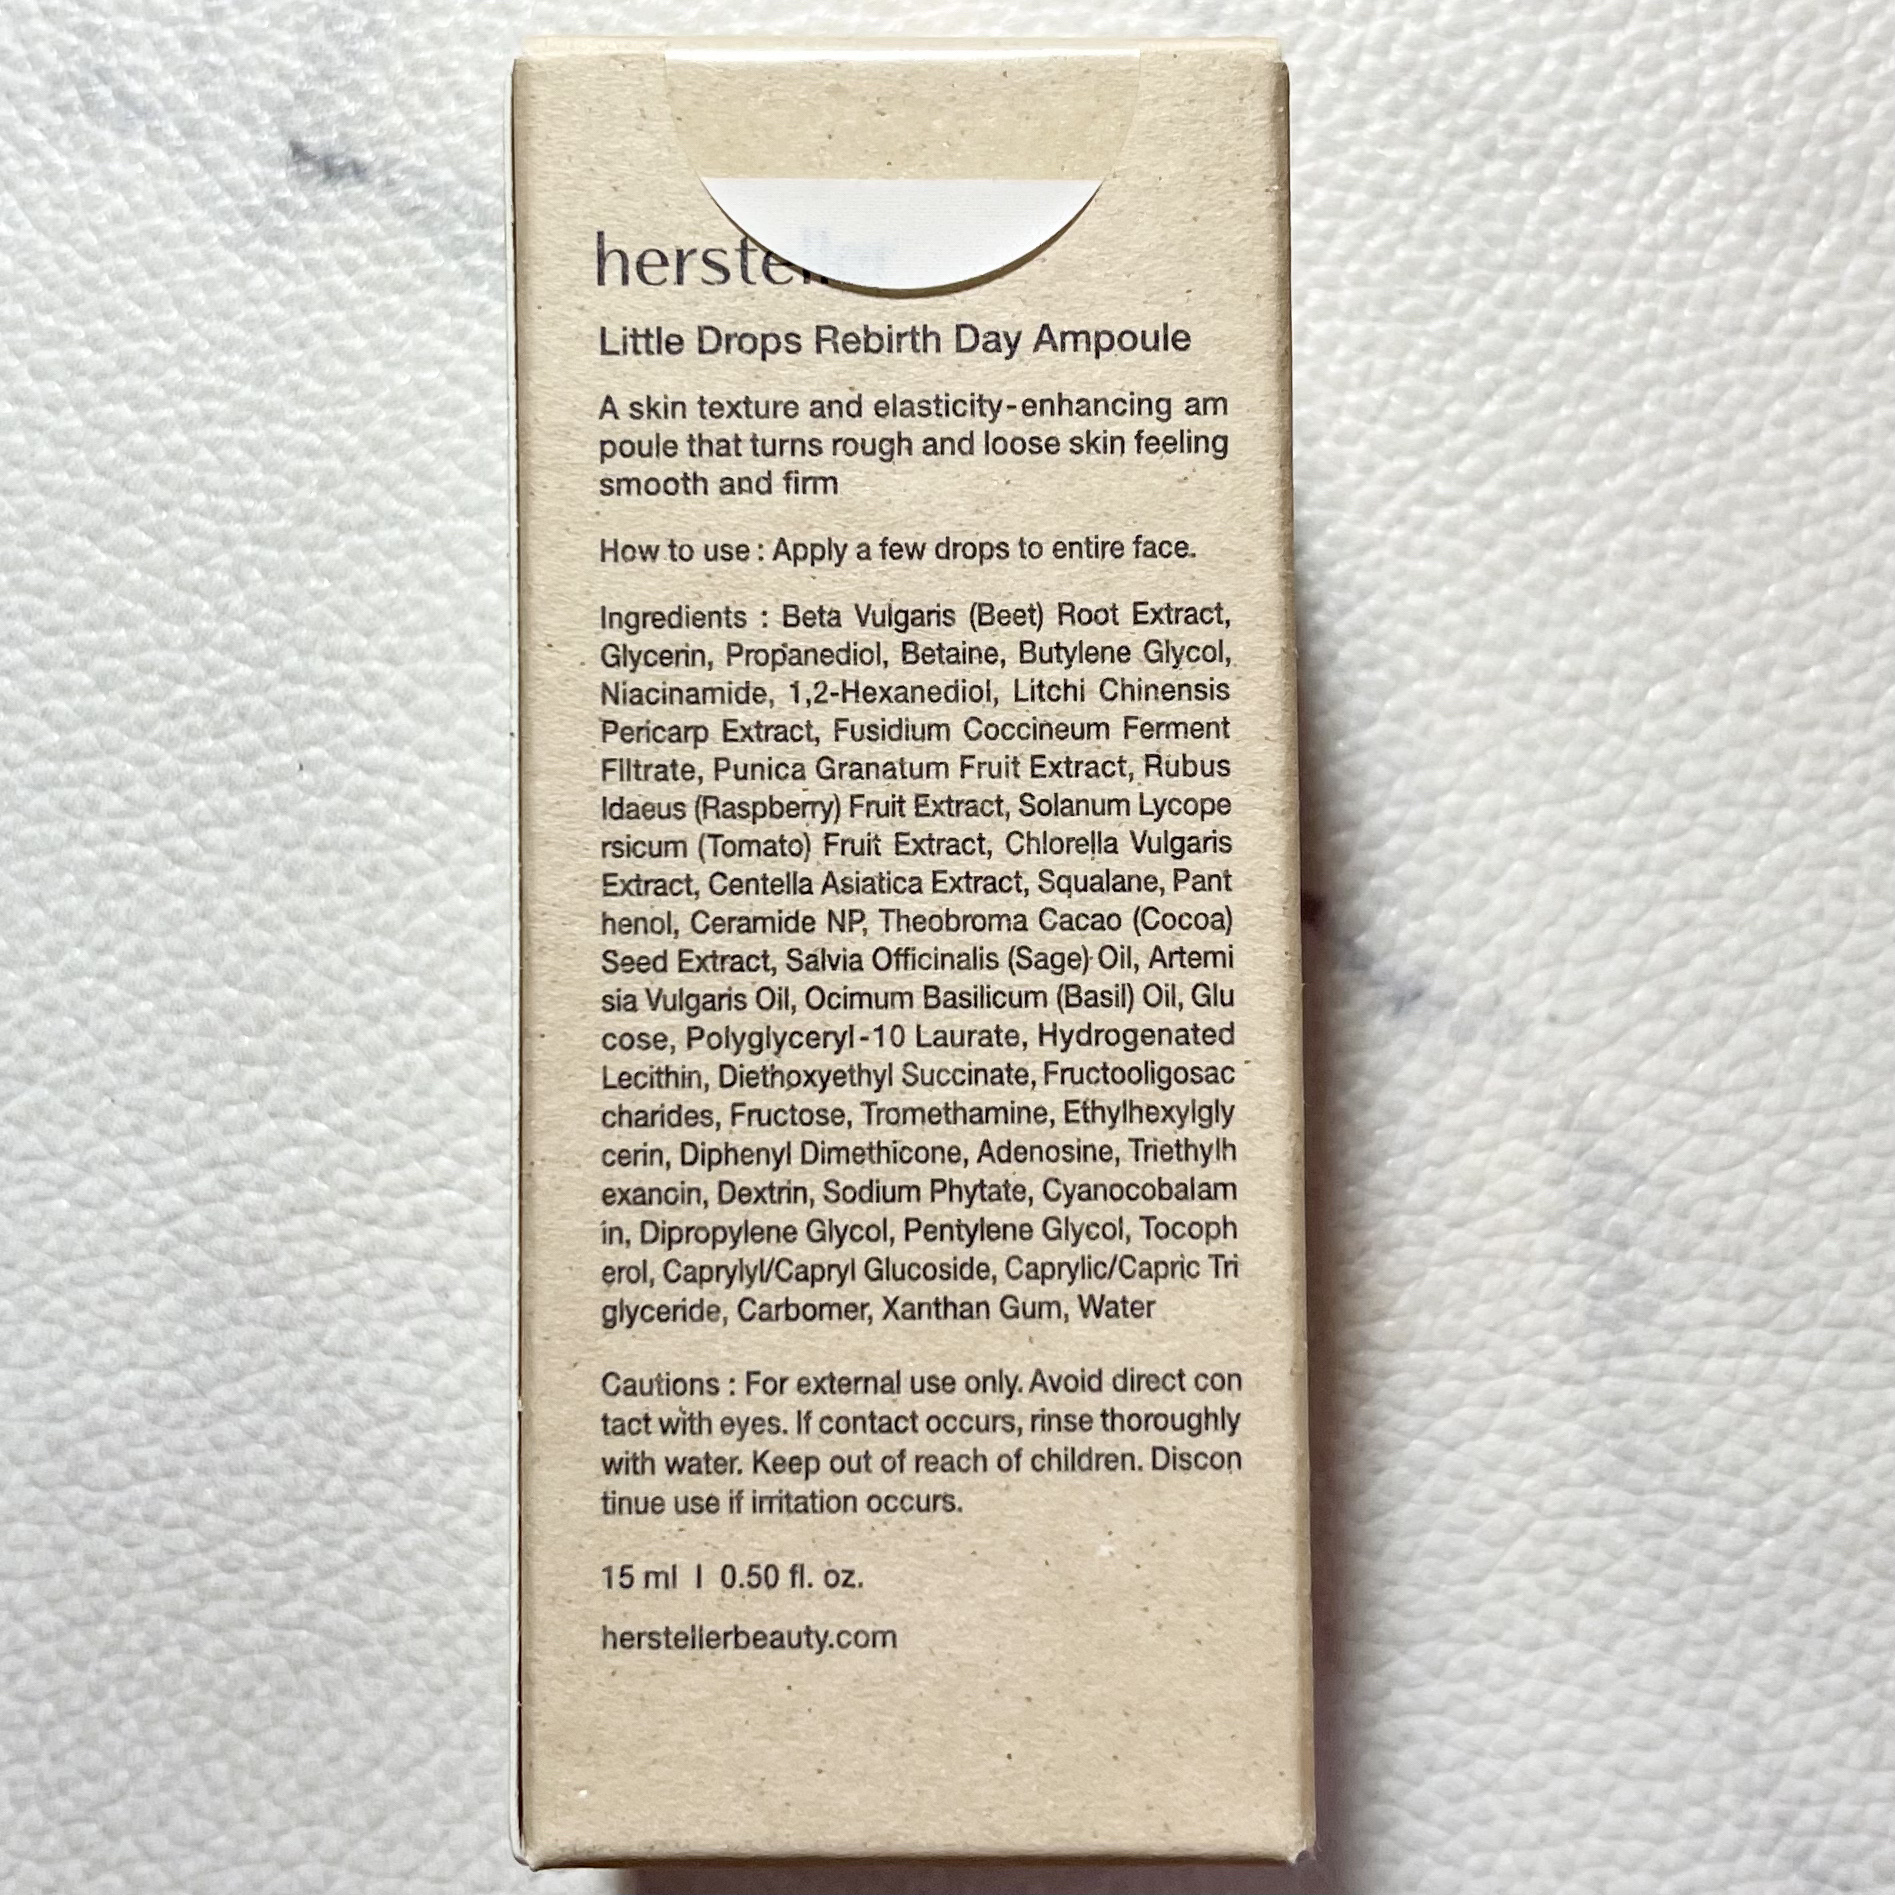 hersteller
Little Drops Rebirth Day Ampoule
A skin texture and elasticity-enhancing am
poule that turns rough and loose skin feeling
smooth and firm
How to use : Apply a few drops to entire face.
Ingredients : Beta Vulgaris (Beet) Root Extract,
Glycerin, Propanediol, Betaine, Butylene Glycol,
Niacinamide, 1,2-Hexanediol, Litchi Chinensis
Pericarp Extract, Fusidium Coccineum Ferment
Filtrate, Punica Granatum Fruit Extract, Rubus
Idaeus (Raspberry) Fruit Extract, Solanum Lycope
rsicum (Tomato) Fruit Extract, Chlorella Vulgaris
Extract, Centella Asiatica Extract, Squalane, Pant
henol, Ceramide NP, Theobroma Cacao (Cocoa)
Seed Extract, Salvia Officinalis (Sage) Oil, Artemi
sia Vulgaris Oil, Ocimum Basilicum (Basil) Oil, Glu
cose, Polyglyceryl-10 Laurate, Hydrogenated
Lecithin, Diethoxyethyl Succinate, Fructooligosac
charides, Fructose, Tromethamine, Ethylhexylgly
cerin, Diphenyl Dimethicone, Adenosine, Triethylh
exanoin, Dextrin, Sodium Phytate, Cyanocobalam
in, Dipropylene Glycol, Pentylene Glycol, Tocoph
erol, Caprylyl/Capryl Glucoside, Caprylic/Capric Tri
glyceride, Carbomer, Xanthan Gum, Water
Cautions : For external use only. Avoid direct con
tact with eyes. If contact occurs, rinse thoroughly
with water. Keep out of reach of children. Discon
tinue use if irritation occurs.
15 ml | 0.50 fl. oz.
herstellerbeauty.com